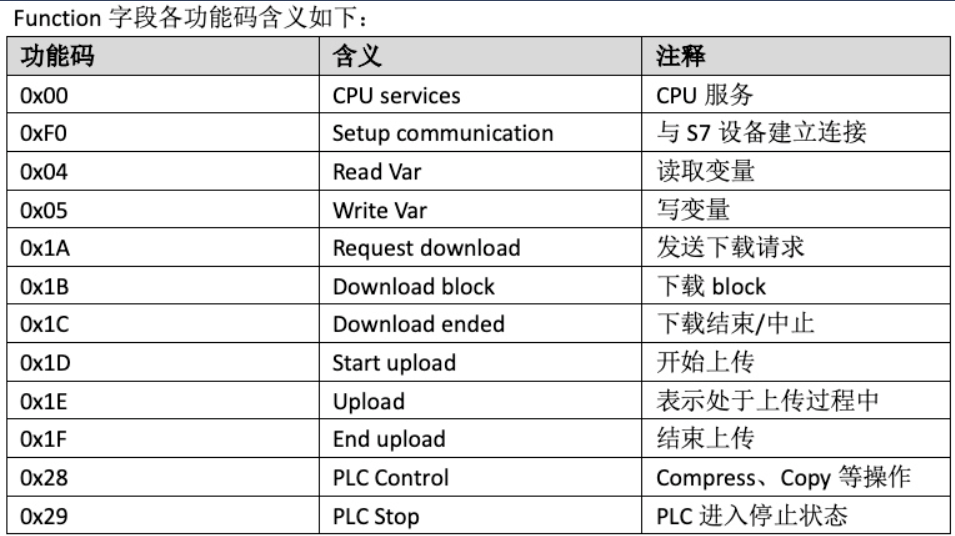 Function 字段各功能码含义如下：
功能码 含义 注释
0x00 CPU services CPU 服务
0xF0 Setup communication 与 S7 设备建立连接
0x04 Read Var 读取变量
0x05 Write Var 写变量
0x1A Request download 发送下载请求
0x1B Download block 下载 block
0x1C Download ended 下载结束/中止
0x1D Start upload 开始上传
0x1E Upload 表示处于上传过程中
0x1F End upload 结束上传
0x28 PLC Control Compress、Copy 等操作
0x29 PLC Stop PLC 进入停止状态